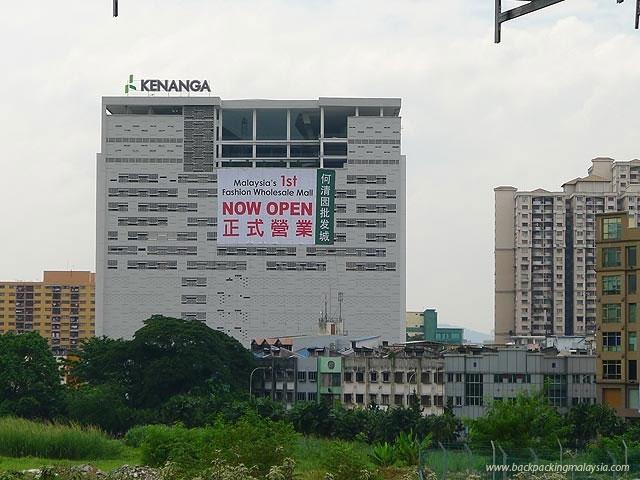 KENANGA
Malaysia's 1st
Fashion Wholesale Mall
NOW OPEN
正式營業
何清園批发城
www.backpackingmalaysia.com